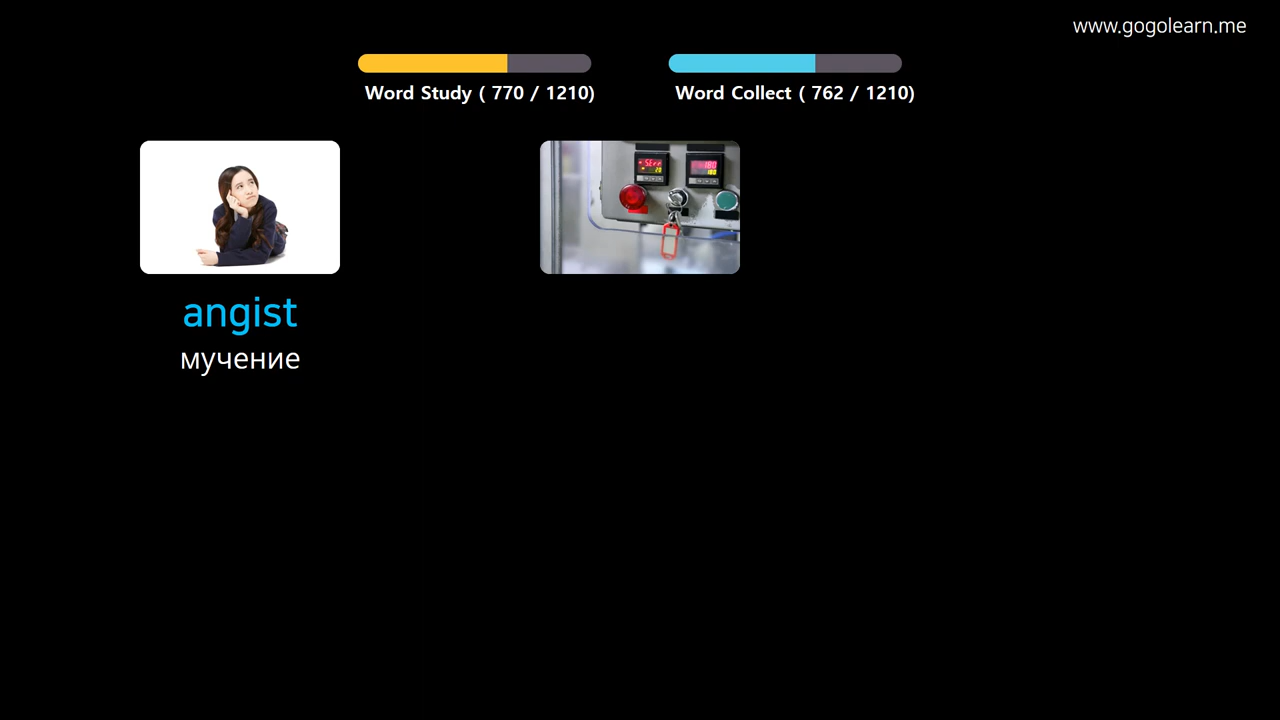 www.gogolearn.me
Word Study ( 770 / 1210)
Word Collect ( 762 / 1210)
angist
мучение